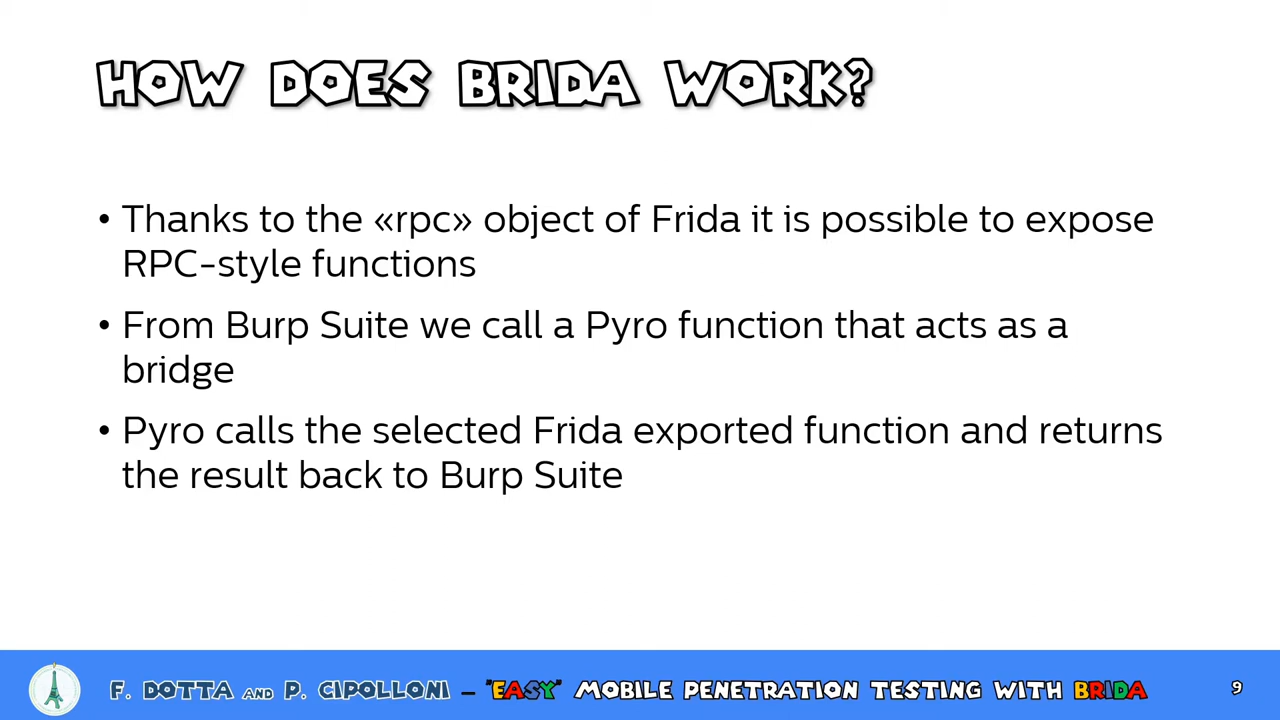 HOW DOES BRIDA WORK?
• Thanks to the «rpc» object of Frida it is possible to expose
RPC-style functions
• From Burp Suite we call a Pyro function that acts as a
bridge
• Pyro calls the selected Frida exported function and returns
the result back to Burp Suite
F. DOTTA AND P. CIPOLLONI – "EASY" MOBILE PENETRATION TESTING WITH BRIDA
9